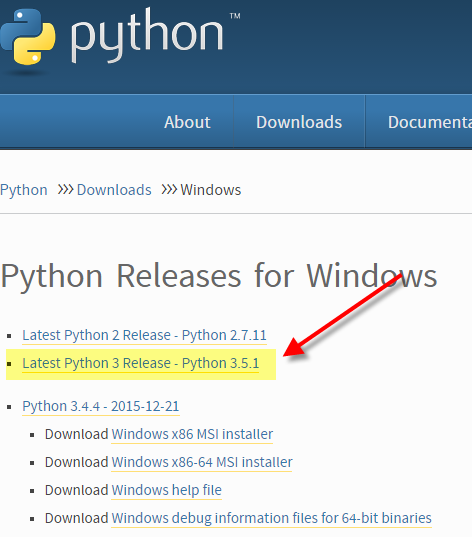 python™
About Downloads Documenta
Python >>> Downloads >>> Windows
Python Releases for Windows
Latest Python 2 Release - Python 2.7.11
Latest Python 3 Release - Python 3.5.1
Python 3.4.4 - 2015-12-21
Download Windows x86 MSI installer
Download Windows x86-64 MSI installer
Download Windows help file
Download Windows debug information files for 64-bit binaries